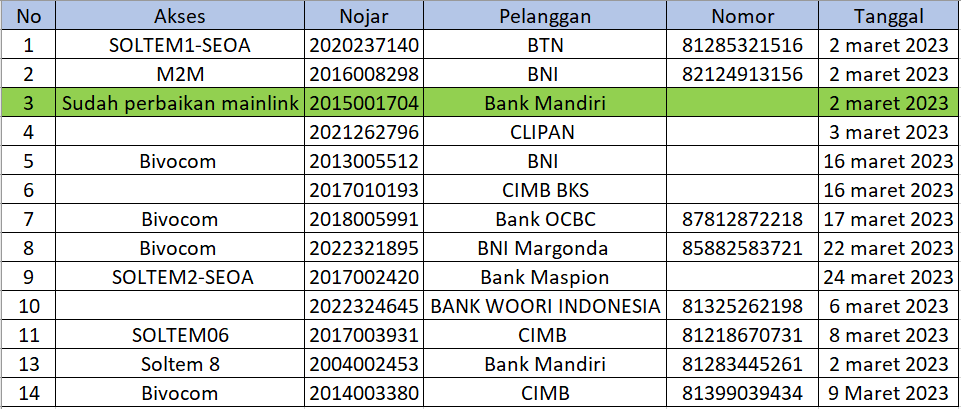 No Akses Nojar Pelanggan Nomor Tanggal
1 SOLTEM1-SEOA 2020237140 BTN 81285321516 2 maret 2023
2 M2M 2016008298 BNI 82124913156 2 maret 2023
3 Sudah perbaikan mainlink 2015001704 Bank Mandiri 2 maret 2023
4 2021262796 CLIPAN 3 maret 2023
5 Bivocom 2013005512 BNI 16 maret 2023
6 2017010193 CIMB BKS 16 maret 2023
7 Bivocom 2018005991 Bank OCBC 87812872218 17 maret 2023
8 Bivocom 2022321895 BNI Margonda 85882583721 22 maret 2023
9 SOLTEM2-SEOA 2017002420 Bank Maspion 24 maret 2023
10 2022324645 BANK WOORI INDONESIA 81325262198 6 maret 2023
11 SOLTEM06 2017003931 CIMB 81218670731 8 maret 2023
13 Soltem 8 2004002453 Bank Mandiri 81283445261 2 maret 2023
14 Bivocom 2014003380 CIMB 81399039434 9 Maret 2023